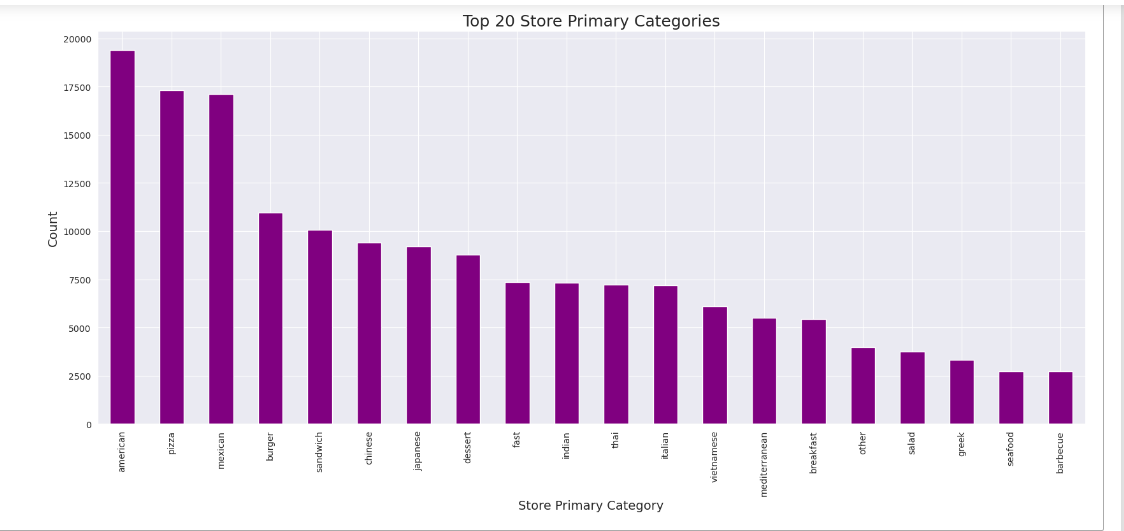 Top 20 Store Primary Categories
20000
17500
15000
12500
10000
7500
5000
2500
0
Count
american
pizza
mexican
burger
sandwich
chinese
japanese
dessert
fast
indian
thai
italian
vietnamese
mediterranean
breakfast
other
salad
greek
seafood
barbecue
Store Primary Category